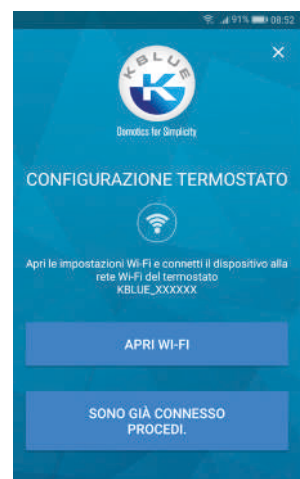 91% 08:52
×
KBLUE
K
Domotics for Simplicity
CONFIGURAZIONE TERMOSTATO
Apri le impostazioni Wi-Fi e connetti il dispositivo alla
rete Wi-Fi del termostato
KBLUE_XXXXXX
APRI WI-FI
SONO GIÀ CONNESSO
PROCEDI.